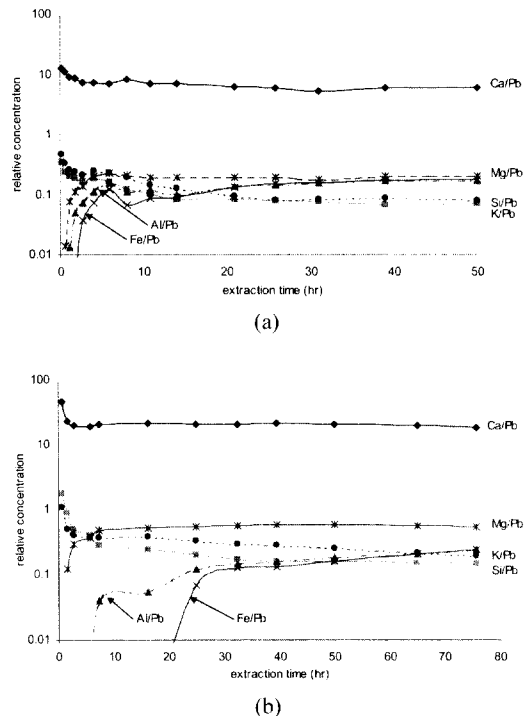 100
10
1
0.1
0.01
relative concentration
Ca/Pb
Mg/Pb
Si/Pb
K/Pb
Al/Pb
Fe/Pb
0 10 20 30 40 50
extraction time (hr)
(a)
100
10
1
0.1
0.01
relative concentration
Ca/Pb
Mg/Pb
K/Pb
Si/Pb
Al/Pb
Fe/Pb
0 10 20 30 40 50 60 70 80
extraction time (hr)
(b)